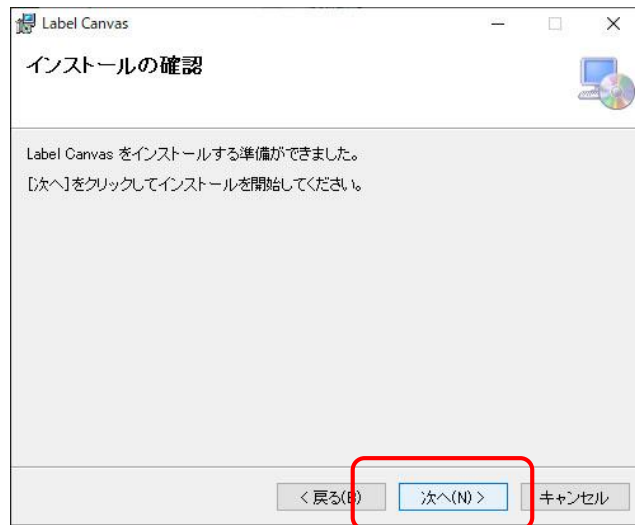 Label Canvas
インストールの確認
Label Canvas をインストールする準備ができました。
[次へ]をクリックしてインストールを開始してください。
< 戻る(B) 次へ(N) > キャンセル